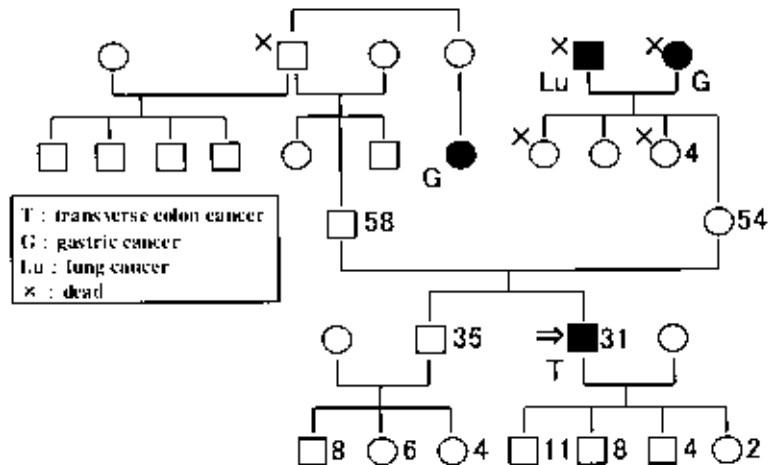 ×
× ×
Lu G
× × 4
G
T : transverse colon cancer
G : gastric cancer
Lu : lung cancer
× : dead
58 54
35 ⇒ 31
T
8 6 4 11 8 4 2